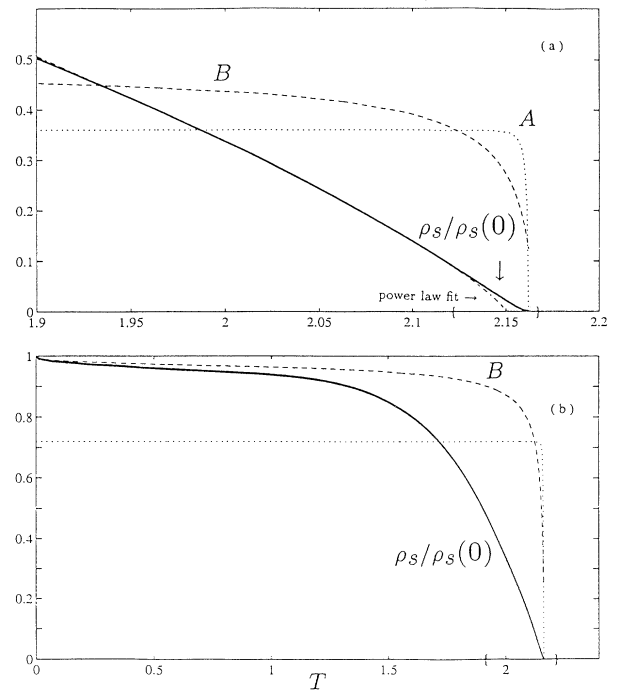 (a)
0.5
B
0.4
A
0.3
0.2
ρs/ρs(0)
0.1
power law fit →
0
1.9 1.95 2 2.05 2.1 2.15 2.2
1
B
(b)
0.8
0.6
0.4
ρs/ρs(0)
0.2
0
0 0.5 1 1.5 2
T